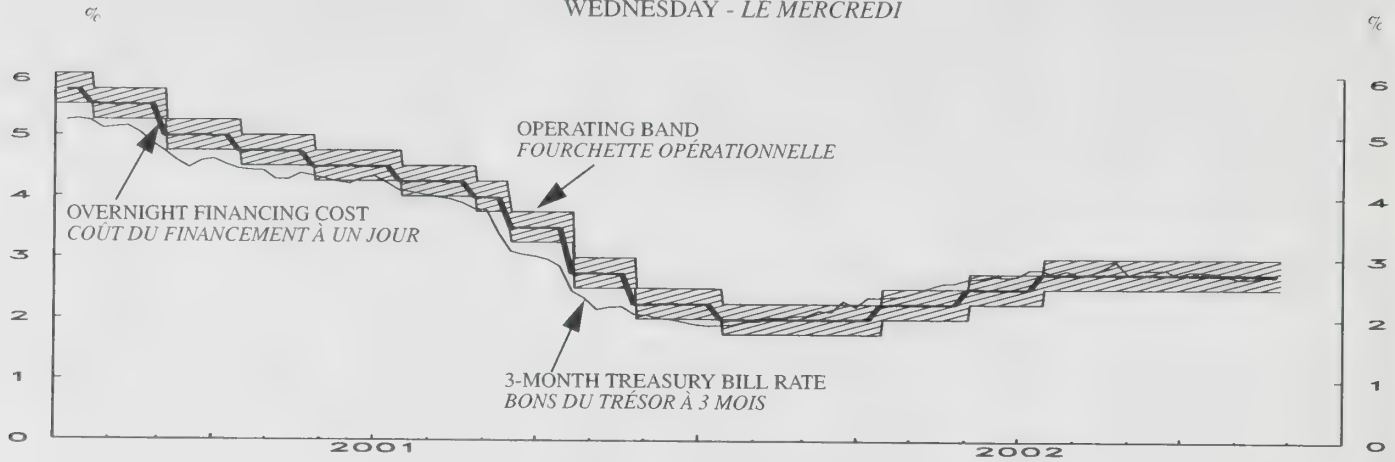 WEDNESDAY - LE MERCREDI
%
%
6
5
4
3
2
1
0
6
5
4
3
2
1
0
OPERATING BAND
FOURCHETTE OPÉRATIONNELLE
OVERNIGHT FINANCING COST
COÛT DU FINANCEMENT À UN JOUR
3-MONTH TREASURY BILL RATE
BONS DU TRÉSOR À 3 MOIS
2001
2002